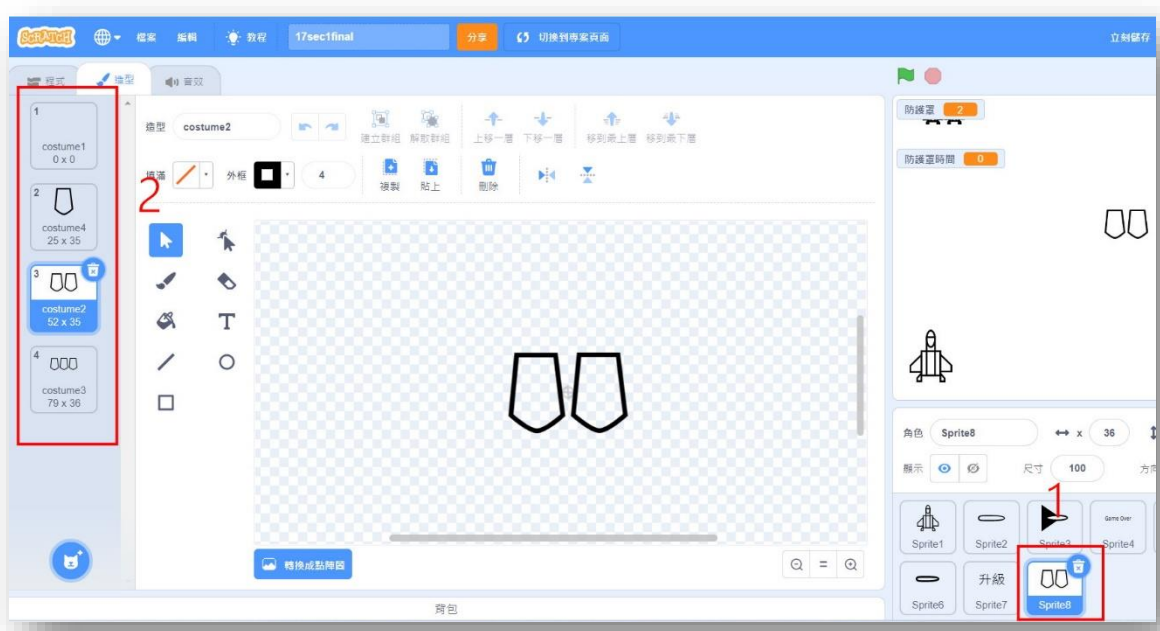 SCRATCH 檔案 編輯 教程 17sec1final 分享 切換到專案頁面 立刻儲存
程式 造型 音效
1
costume1
0 x 0
2
costume4
25 x 35
3
costume2
52 x 35
4
costume3
79 x 36
2
造型 costume2 建立群組 解散群組 上移一層 下移一層 移到最上層 移到最下層
填滿 外框 4 複製 貼上 刪除
T
轉換成點陣圖
=
背包
防護罩 2
防護罩時間 0
角色 Sprite8 x 36
顯示 尺寸 100 方向
1
Game Over
Sprite1 Sprite2 Sprite3 Sprite4
升級
Sprite6 Sprite7 Sprite8